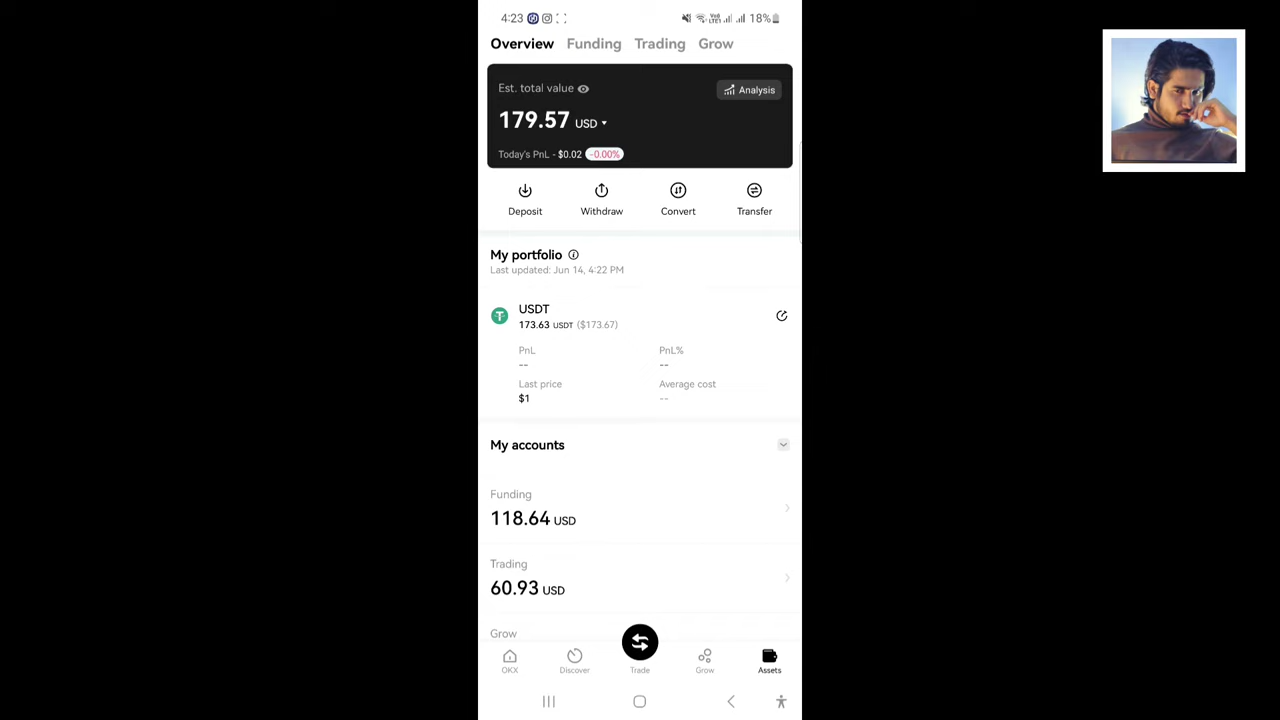 4:23 18%
Overview Funding Trading Grow
Est. total value
Analysis
179.57 USD
Today's PnL - $0.02 -0.00%
Deposit Withdraw Convert Transfer
My portfolio
Last updated: Jun 14, 4:22 PM
USDT
173.63 USDT ($173.67)
PnL PnL%
-- --
Last price Average cost
$1 --
My accounts
Funding
118.64 USD
Trading
60.93 USD
Grow
OKX Discover Trade Grow Assets